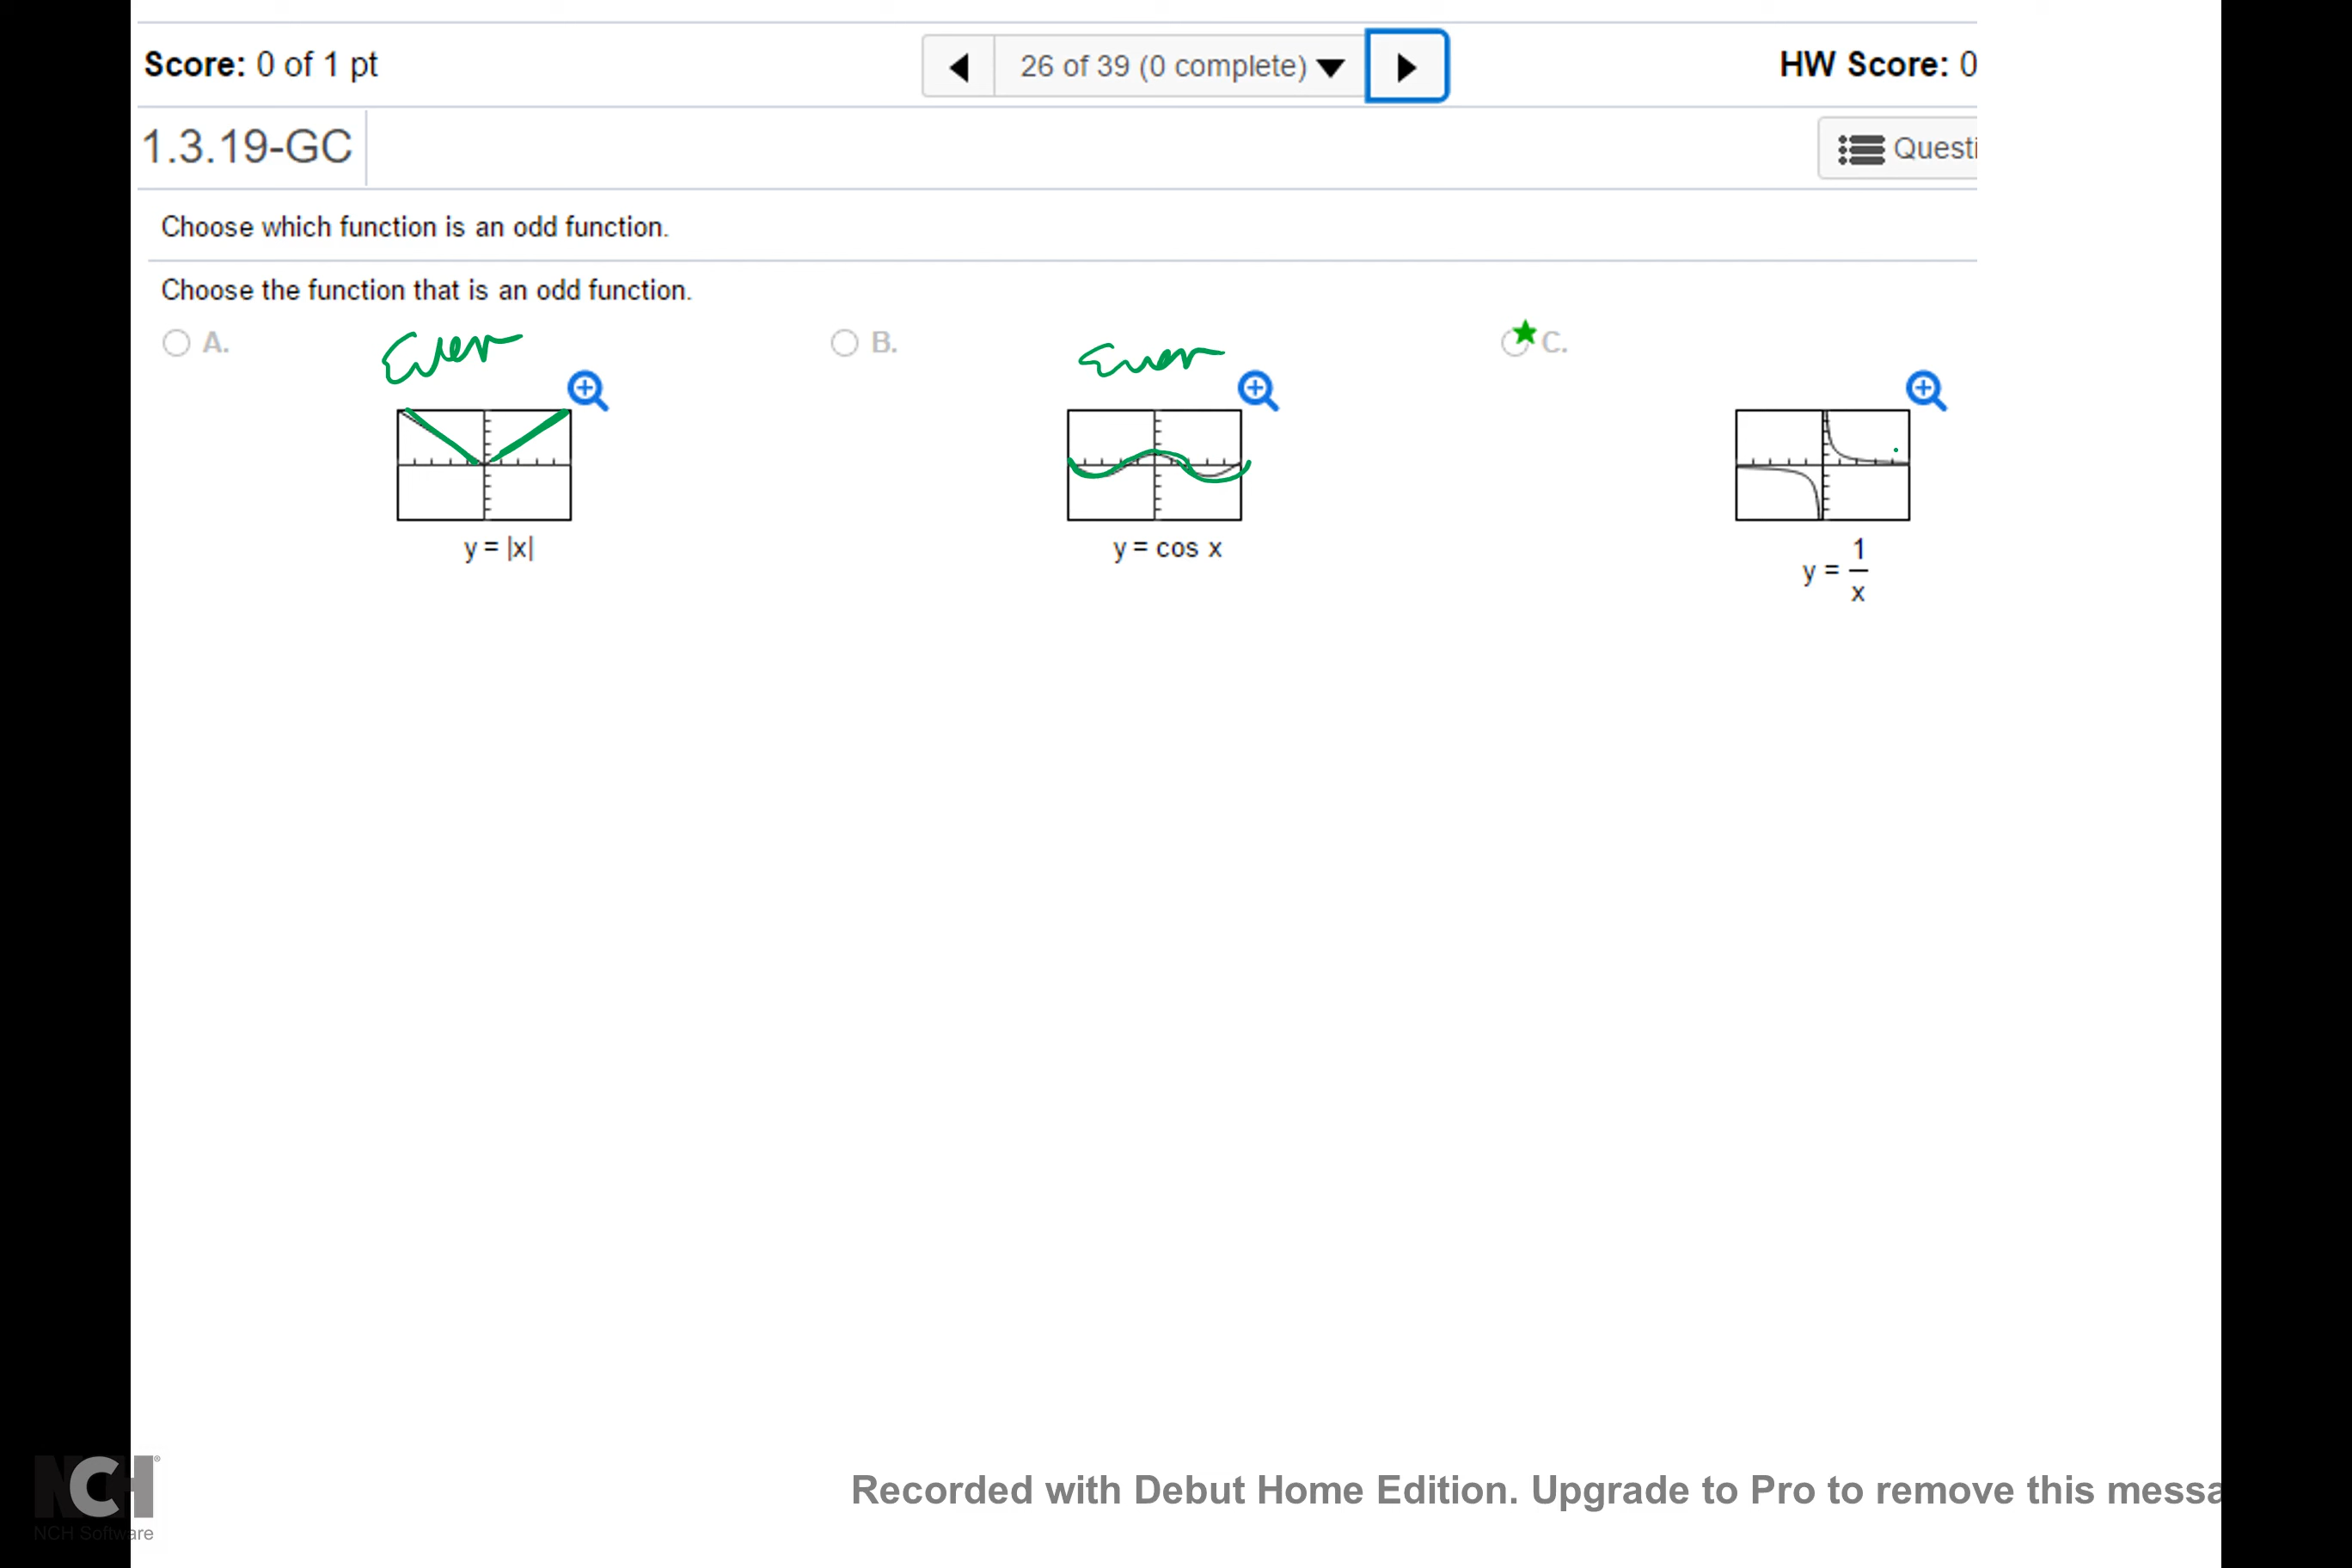 Score: 0 of 1 pt
26 of 39 (0 complete)
HW Score: 0
1.3.19-GC
Questi
Choose which function is an odd function.
Choose the function that is an odd function.
A.
Even
B.
Even
C.
y = |x|
y = cos x
y = 1/x
NCH®
NCH Software
Recorded with Debut Home Edition. Upgrade to Pro to remove this messa